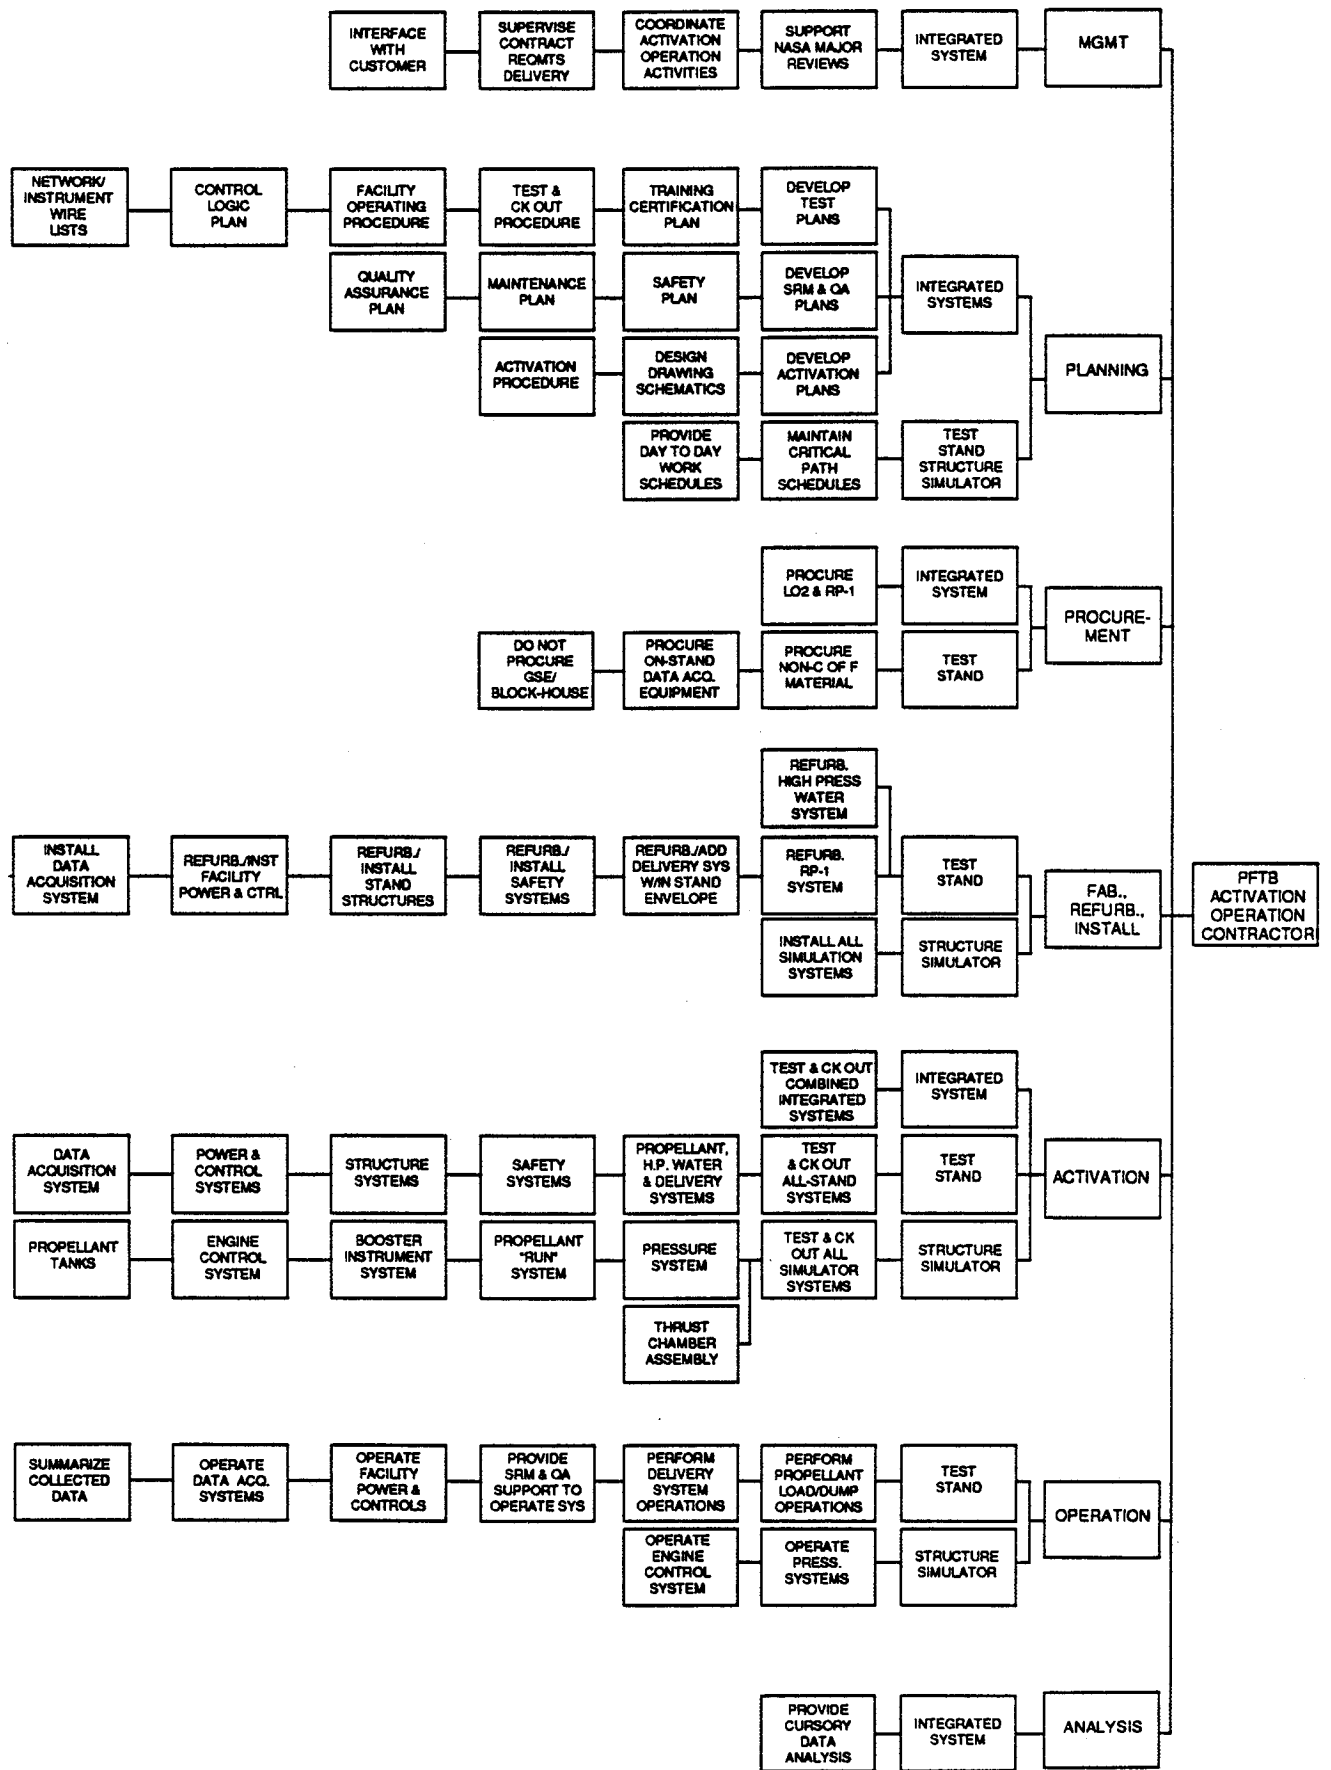 INTERFACE
WITH
CUSTOMER
SUPERVISE
CONTRACT
REQMTS
DELIVERY
COORDINATE
ACTIVATION
OPERATION
ACTIVITIES
SUPPORT
NASA MAJOR
REVIEWS
INTEGRATED
SYSTEM
MGMT
NETWORK/
INSTRUMENT
WIRE
LISTS
CONTROL
LOGIC
PLAN
FACILITY
OPERATING
PROCEDURE
TEST &
CK OUT
PROCEDURE
TRAINING
CERTIFICATION
PLAN
DEVELOP
TEST
PLANS
QUALITY
ASSURANCE
PLAN
MAINTENANCE
PLAN
SAFETY
PLAN
DEVELOP
SRM & QA
PLANS
INTEGRATED
SYSTEMS
ACTIVATION
PROCEDURE
DESIGN
DRAWING
SCHEMATICS
DEVELOP
ACTIVATION
PLANS
PLANNING
PROVIDE
DAY TO DAY
WORK
SCHEDULES
MAINTAIN
CRITICAL
PATH
SCHEDULES
TEST
STAND
STRUCTURE
SIMULATOR
PROCURE
LO2 & RP-1
INTEGRATED
SYSTEM
PROCURE-
MENT
DO NOT
PROCURE
GSE/
BLOCK-HOUSE
PROCURE
ON-STAND
DATA ACQ.
EQUIPMENT
PROCURE
NON-C OF F
MATERIAL
TEST
STAND
REFURB.
HIGH PRESS
WATER
SYSTEM
INSTALL
DATA
ACQUISITION
SYSTEM
REFURB./INST
FACILITY
POWER & CTRL
REFURB./
INSTALL
STAND
STRUCTURES
REFURB./
INSTALL
SAFETY
SYSTEMS
REFURB./ADD
DELIVERY SYS
W/IN STAND
ENVELOPE
REFURB.
RP-1
SYSTEM
TEST
STAND
FAB.,
REFURB.,
INSTALL
PFTB
ACTIVATION
OPERATION
CONTRACTOR
INSTALL ALL
SIMULATION
SYSTEMS
STRUCTURE
SIMULATOR
TEST & CK OUT
COMBINED
INTEGRATED
SYSTEMS
INTEGRATED
SYSTEM
DATA
ACQUISITION
SYSTEM
POWER &
CONTROL
SYSTEMS
STRUCTURE
SYSTEMS
SAFETY
SYSTEMS
PROPELLANT,
H.P. WATER
& DELIVERY
SYSTEMS
TEST
& CK OUT
ALL-STAND
SYSTEMS
TEST
STAND
ACTIVATION
PROPELLANT
TANKS
ENGINE
CONTROL
SYSTEM
BOOSTER
INSTRUMENT
SYSTEM
PROPELLANT
"RUN"
SYSTEM
PRESSURE
SYSTEM
TEST & CK
OUT ALL
SIMULATOR
SYSTEMS
STRUCTURE
SIMULATOR
THRUST
CHAMBER
ASSEMBLY
SUMMARIZE
COLLECTED
DATA
OPERATE
DATA ACQ.
SYSTEMS
OPERATE
FACILITY
POWER &
CONTROLS
PROVIDE
SRM & QA
SUPPORT TO
OPERATE SYS
PERFORM
DELIVERY
SYSTEM
OPERATIONS
PERFORM
PROPELLANT
LOAD/DUMP
OPERATIONS
TEST
STAND
OPERATION
OPERATE
ENGINE
CONTROL
SYSTEM
OPERATE
PRESS.
SYSTEMS
STRUCTURE
SIMULATOR
PROVIDE
CURSORY
DATA
ANALYSIS
INTEGRATED
SYSTEM
ANALYSIS